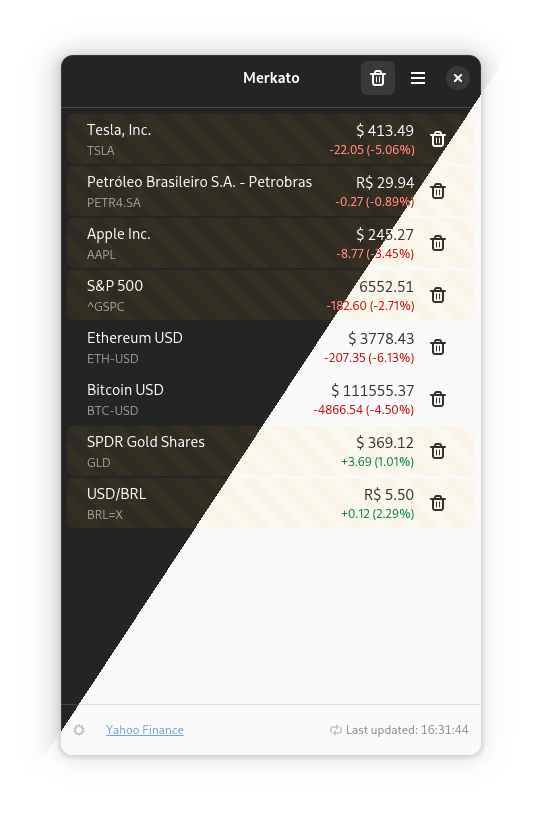 Merkato
Tesla, Inc.
$ 413.49
TSLA
-22.05 (-5.06%)
Petróleo Brasileiro S.A. - Petrobras
R$ 29.94
PETR4.SA
-0.27 (-0.89%)
Apple Inc.
$ 245.27
AAPL
-8.77 (-3.45%)
S&P 500
6552.51
^GSPC
-182.60 (-2.71%)
Ethereum USD
$ 3778.43
ETH-USD
-207.35 (-6.13%)
Bitcoin USD
$ 111555.37
BTC-USD
-4866.54 (-4.50%)
SPDR Gold Shares
$ 369.12
GLD
+3.69 (1.01%)
USD/BRL
R$ 5.50
BRL=X
+0.12 (2.29%)
Yahoo Finance
Last updated: 16:31:44